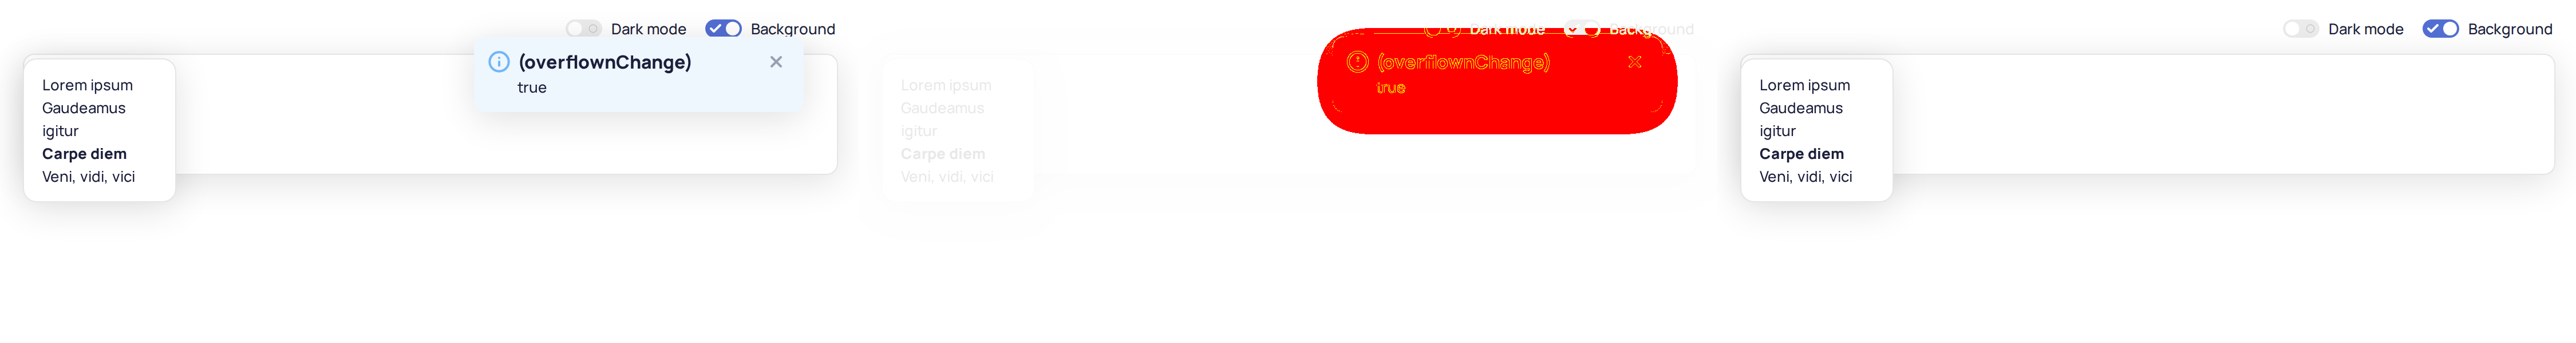 Dark mode Background
(overflownChange)
true
Lorem ipsum
Gaudeamus
igitur
Carpe diem
Veni, vidi, vici
Dark mode Background
(overflownChange)
true
Lorem ipsum
Gaudeamus
igitur
Carpe diem
Veni, vidi, vici
Dark mode Background
Lorem ipsum
Gaudeamus
igitur
Carpe diem
Veni, vidi, vici